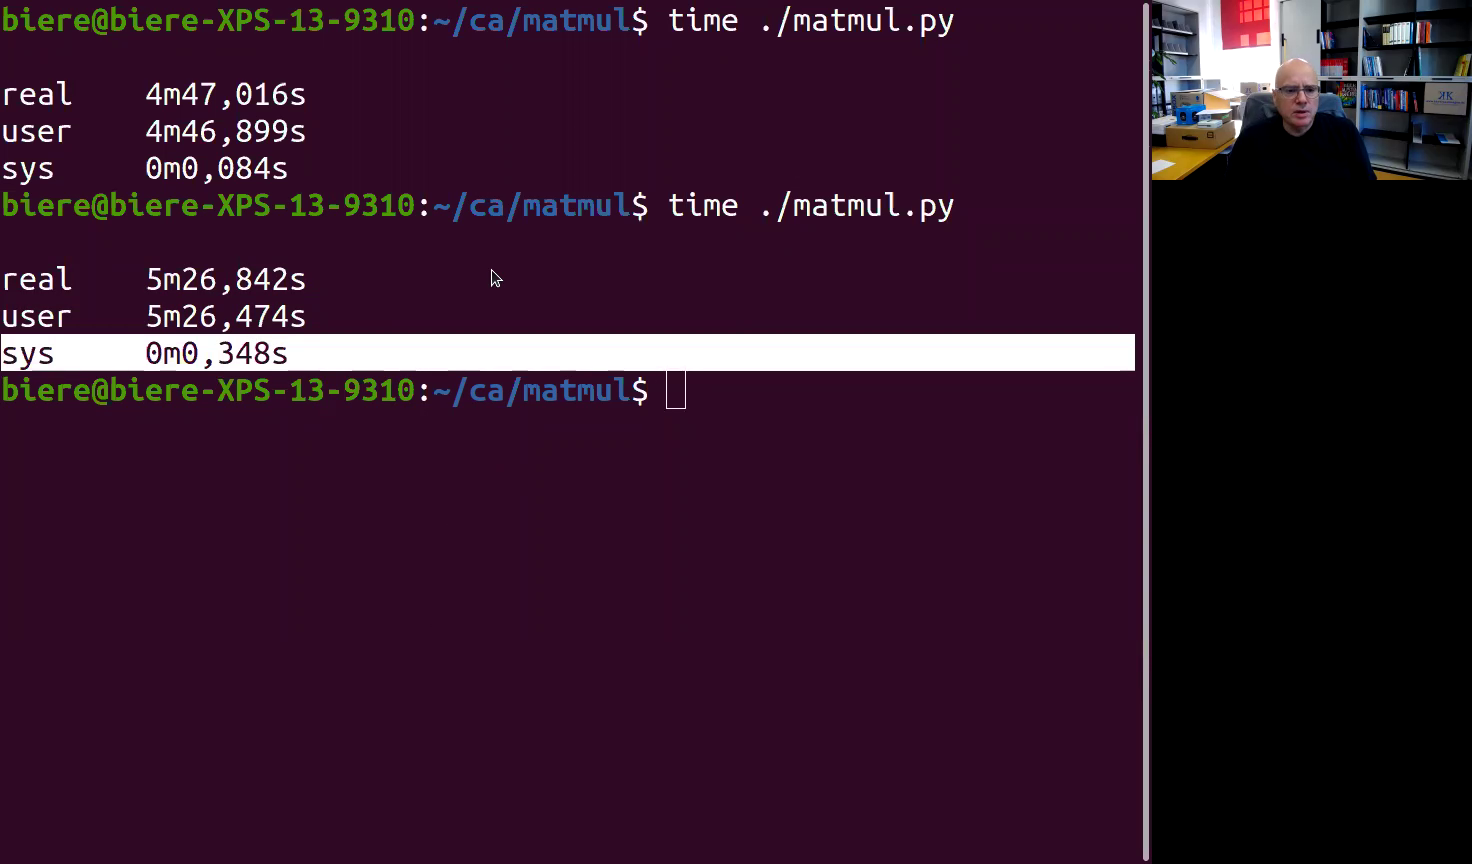 biere@biere-XPS-13-9310:~/ca/matmul$ time ./matmul.py
real 4m47,016s
user 4m46,899s
sys 0m0,084s
biere@biere-XPS-13-9310:~/ca/matmul$ time ./matmul.py
real 5m26,842s
user 5m26,474s
sys 0m0,348s
biere@biere-XPS-13-9310:~/ca/matmul$